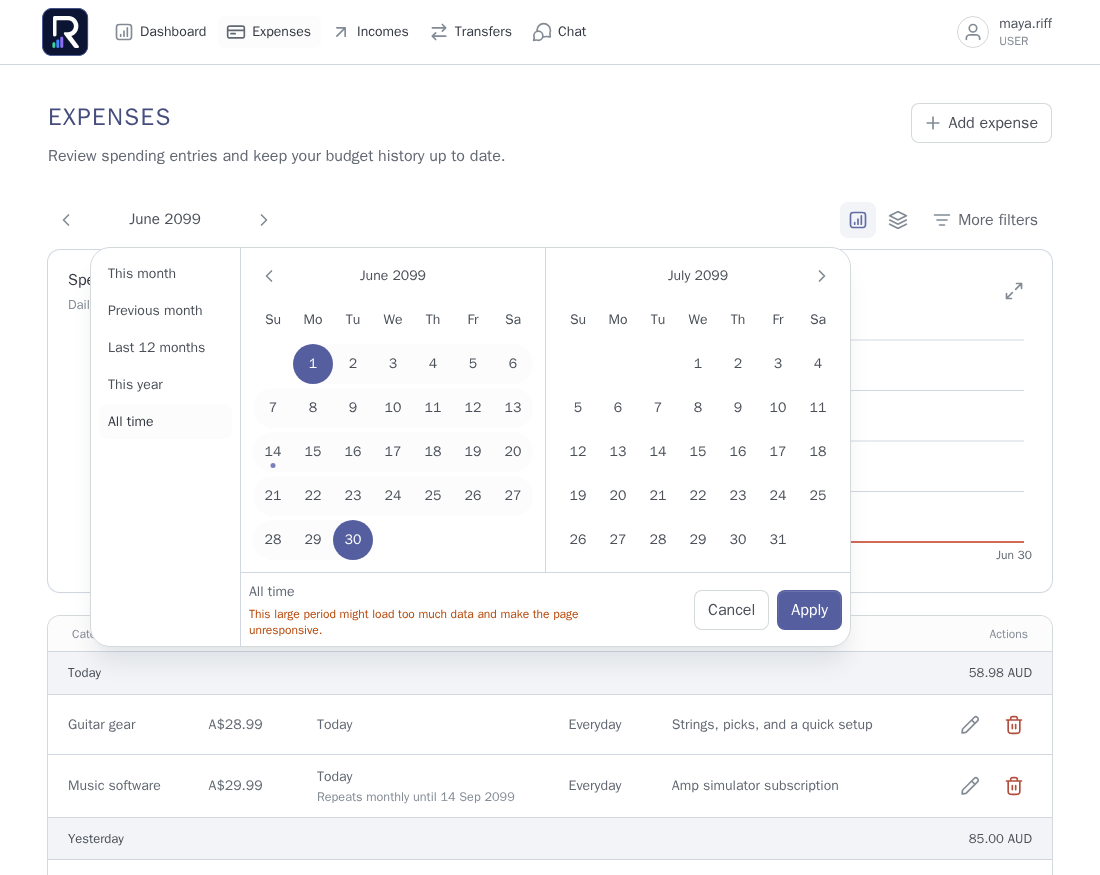 Dashboard
Expenses
Incomes
Transfers
Chat
maya.riff
USER
EXPENSES
Add expense
Review spending entries and keep your budget history up to date.
June 2099
More filters
Spe
Dail
This month
Previous month
Last 12 months
This year
All time
June 2099
Su Mo Tu We Th Fr Sa
1 2 3 4 5 6
7 8 9 10 11 12 13
14 15 16 17 18 19 20
21 22 23 24 25 26 27
28 29 30
July 2099
Su Mo Tu We Th Fr Sa
1 2 3 4
5 6 7 8 9 10 11
12 13 14 15 16 17 18
19 20 21 22 23 24 25
26 27 28 29 30 31
Jun 30
All time
This large period might load too much data and make the page
unresponsive.
Cancel
Apply
Cate
Actions
Today 58.98 AUD
Guitar gear A$28.99 Today Everyday Strings, picks, and a quick setup
Music software A$29.99 Today Everyday Amp simulator subscription
Repeats monthly until 14 Sep 2099
Yesterday 85.00 AUD